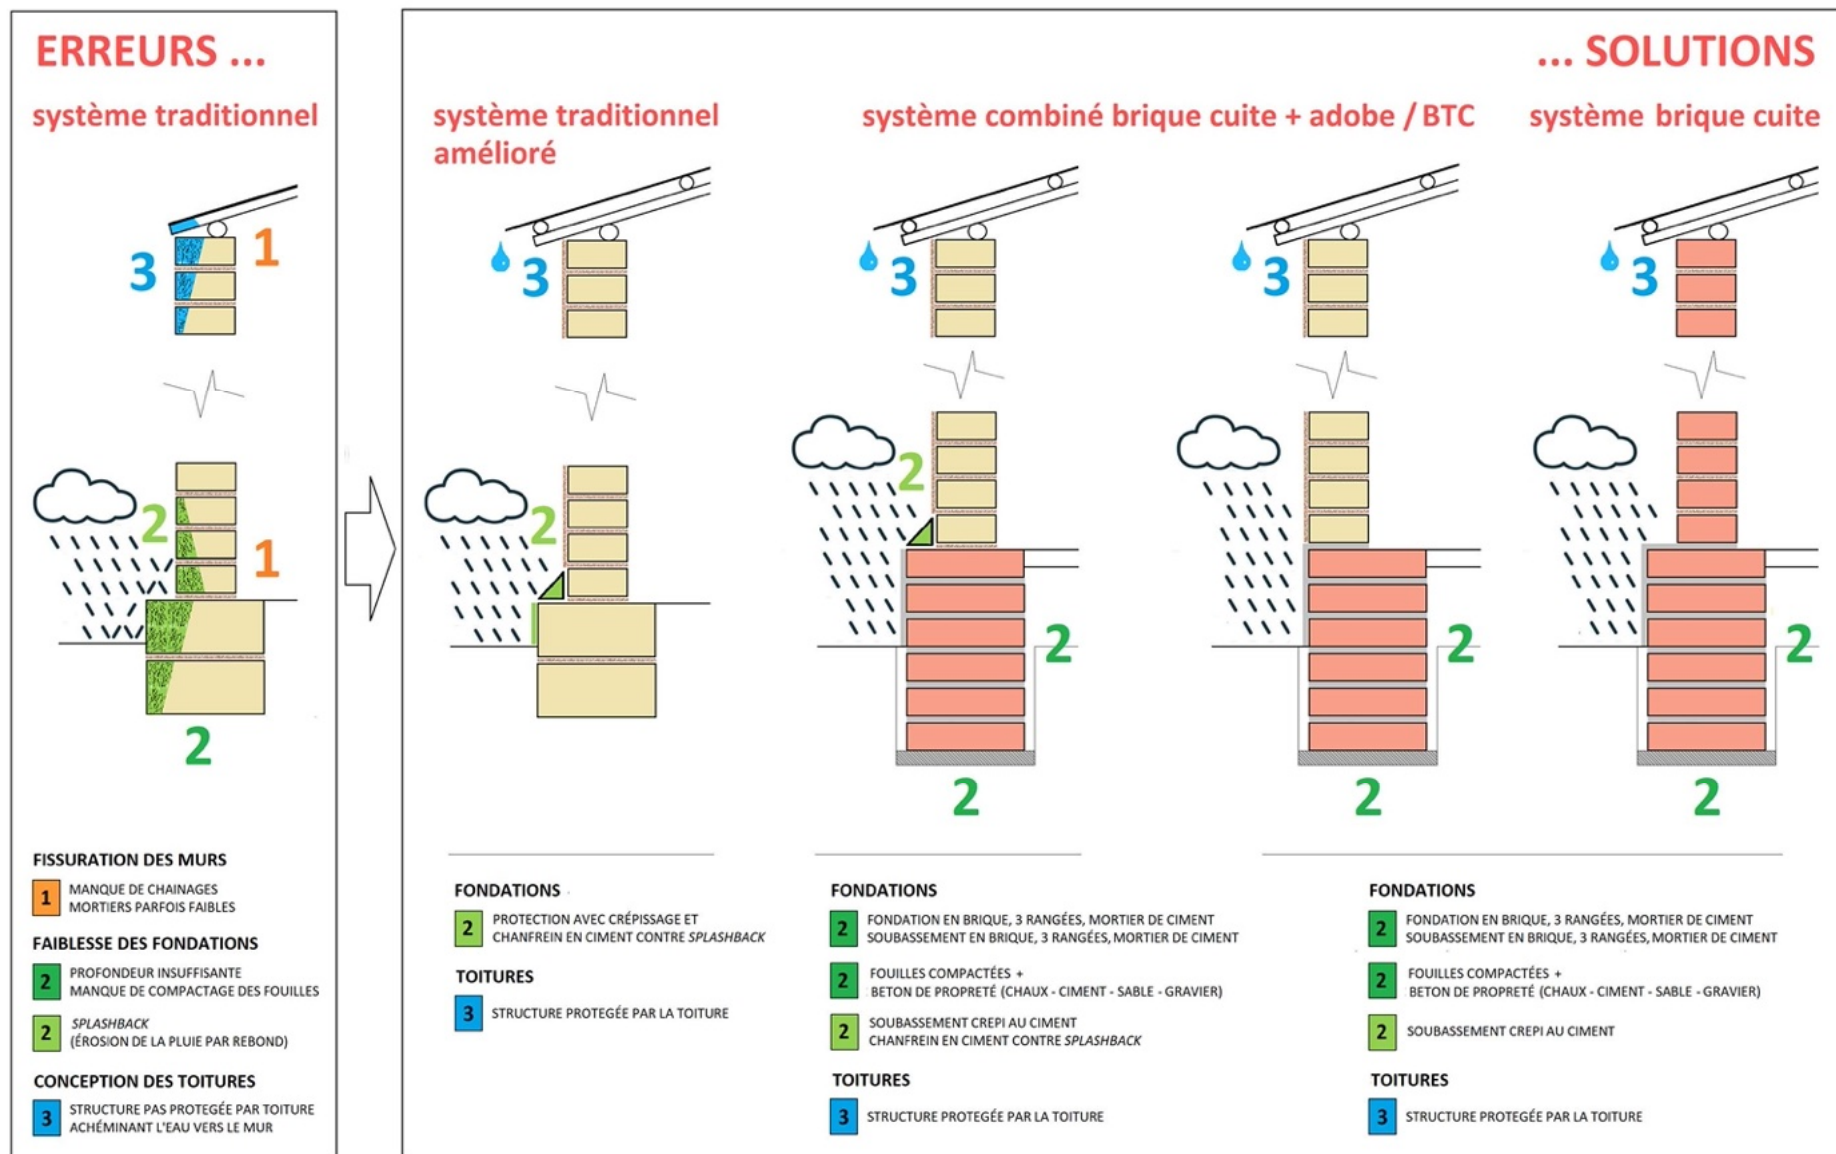 ERREURS ...
système traditionnel
3
1
2
1
2
FISSURATION DES MURS
1
MANQUE DE CHAINAGES
MORTIERS PARFOIS FAIBLES
FAIBLESSE DES FONDATIONS
2
PROFONDEUR INSUFFISANTE
MANQUE DE COMPACTAGE DES FOUILLES
2
SPLASHBACK
(ÉROSION DE LA PLUIE PAR REBOND)
CONCEPTION DES TOITURES
3
STRUCTURE PAS PROTEGÉE PAR TOITURE
ACHÉMINANT L'EAU VERS LE MUR
... SOLUTIONS
système traditionnel
amélioré
3
2
FONDATIONS
2
PROTECTION AVEC CRÉPISSAGE ET
CHANFREIN EN CIMENT CONTRE SPLASHBACK
TOITURES
3
STRUCTURE PROTEGÉE PAR LA TOITURE
système combiné brique cuite + adobe / BTC
3
2
2
2
3
2
2
FONDATIONS
2
FONDATION EN BRIQUE, 3 RANGÉES, MORTIER DE CIMENT
SOUBASSEMENT EN BRIQUE, 3 RANGÉES, MORTIER DE CIMENT
2
FOUILLES COMPACTÉES +
BETON DE PROPRETÉ (CHAUX - CIMENT - SABLE - GRAVIER)
2
SOUBASSEMENT CREPI AU CIMENT
CHANFREIN EN CIMENT CONTRE SPLASHBACK
TOITURES
3
STRUCTURE PROTEGÉE PAR LA TOITURE
système brique cuite
3
2
2
FONDATIONS
2
FONDATION EN BRIQUE, 3 RANGÉES, MORTIER DE CIMENT
SOUBASSEMENT EN BRIQUE, 3 RANGÉES, MORTIER DE CIMENT
2
FOUILLES COMPACTÉES +
BETON DE PROPRETÉ (CHAUX - CIMENT - SABLE - GRAVIER)
2
SOUBASSEMENT CREPI AU CIMENT
TOITURES
3
STRUCTURE PROTEGÉE PAR LA TOITURE